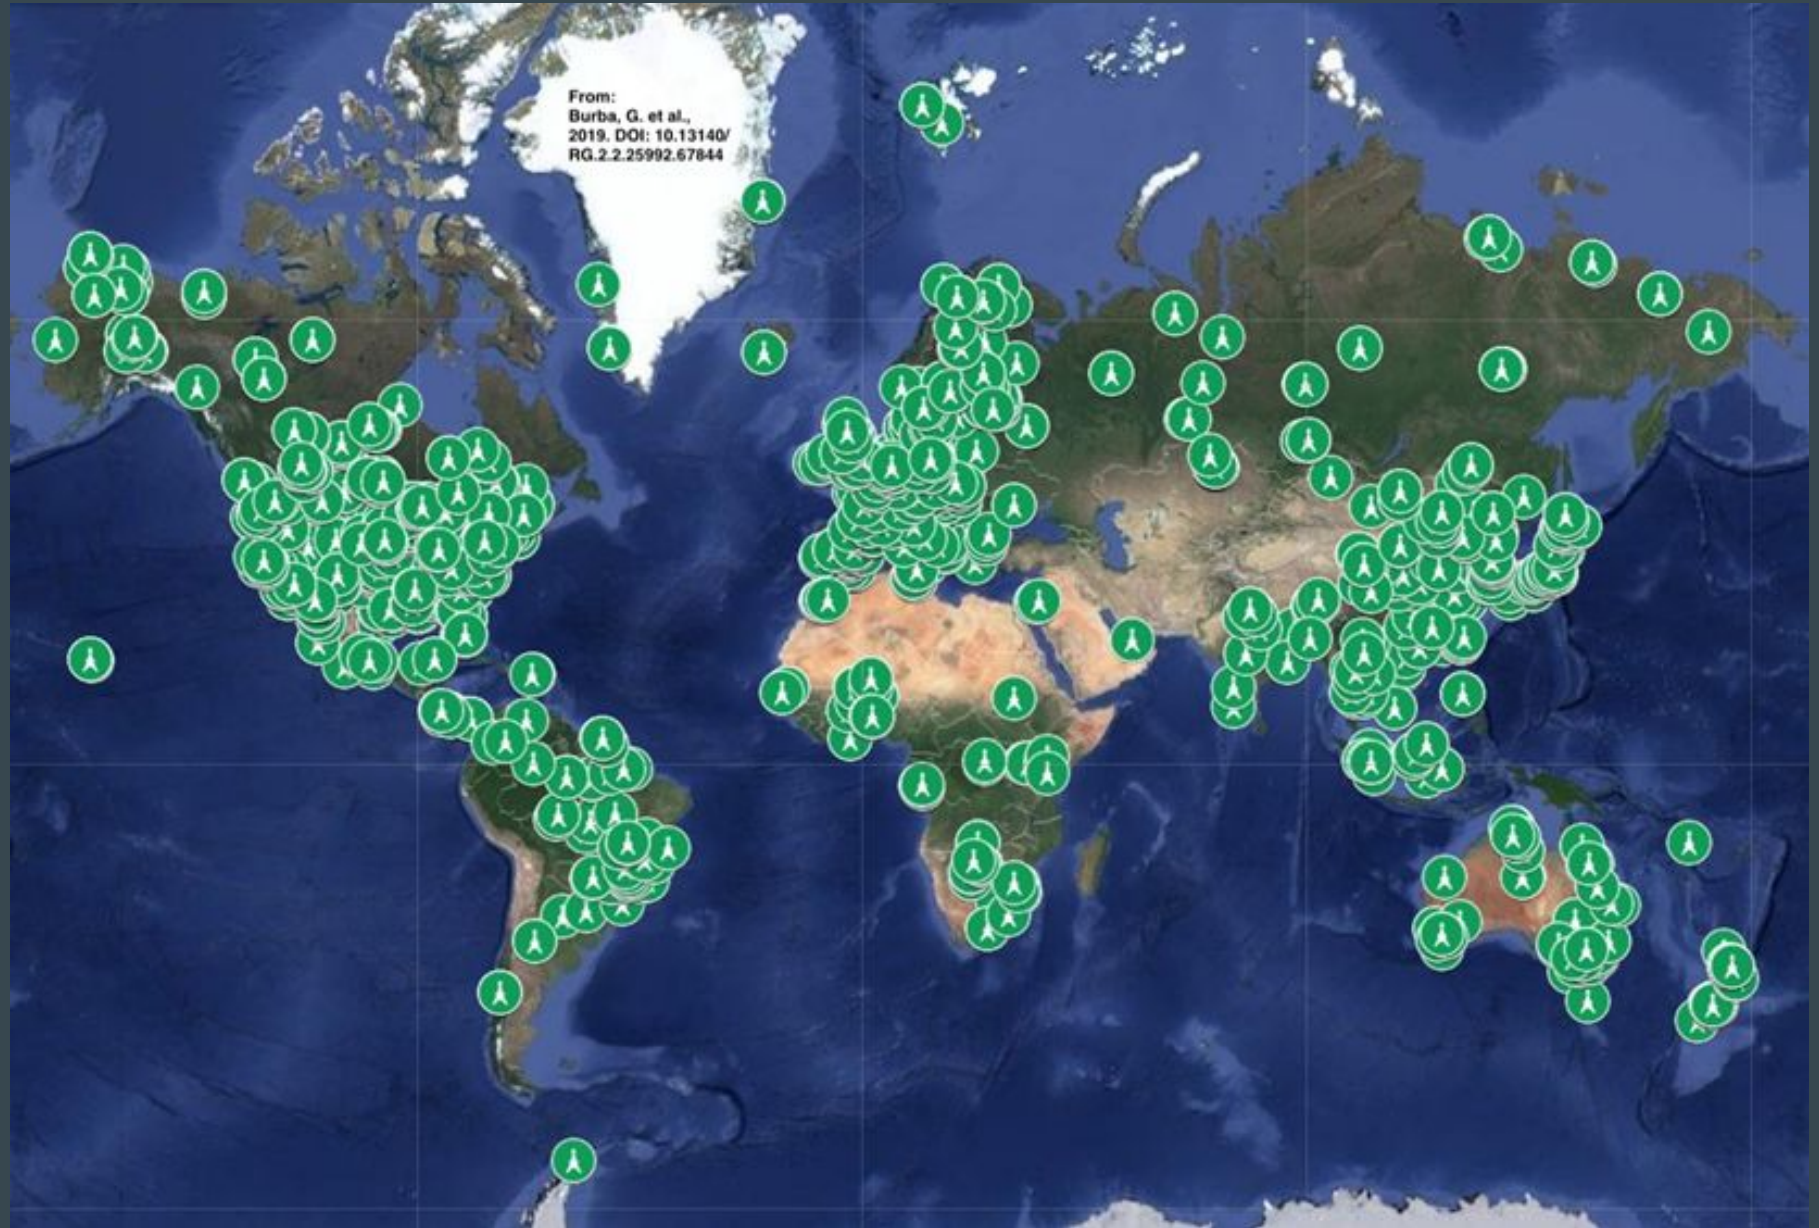 From:
Burba, G. et al.,
2019. DOI: 10.13140/
RG.2.2.25992.67844